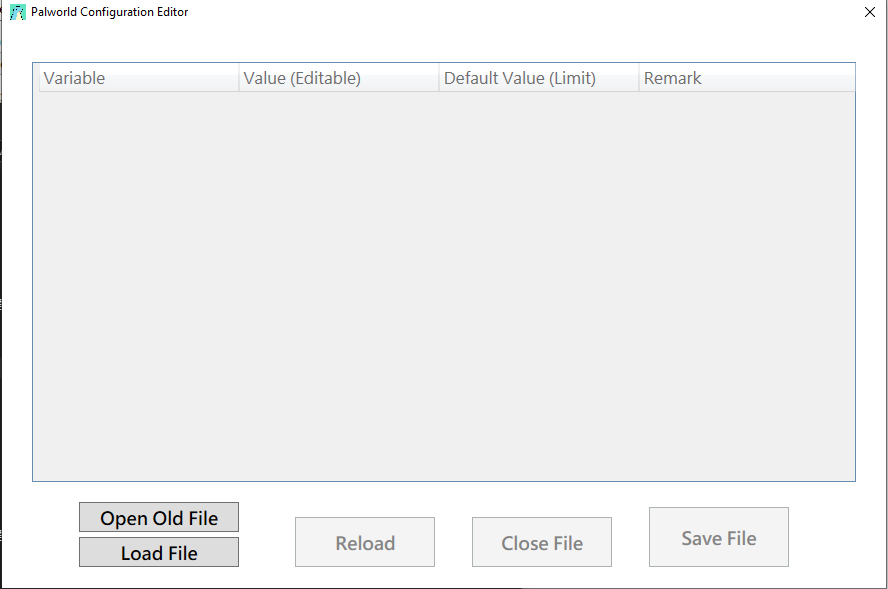 Palworld Configuration Editor
Variable Value (Editable) Default Value (Limit) Remark
Open Old File
Load File
Reload
Close File
Save File